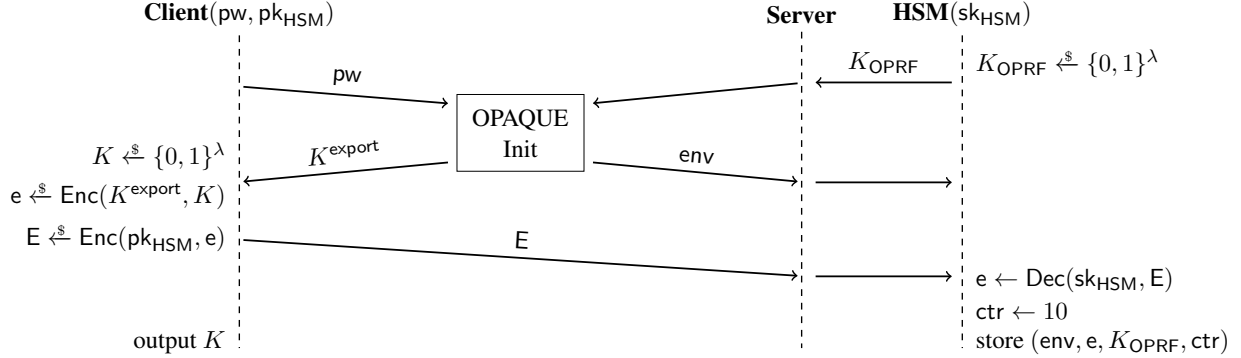 Client(pw, pk_HSM) Server HSM(sk_HSM)
pw K_OPRF K_OPRF ←$ {0, 1}^λ
OPAQUE
Init
K ←$ {0, 1}^λ K^export env
e ←$ Enc(K^export, K)
E ←$ Enc(pk_HSM, e) E
e ← Dec(sk_HSM, E)
ctr ← 10
output K store (env, e, K_OPRF, ctr)